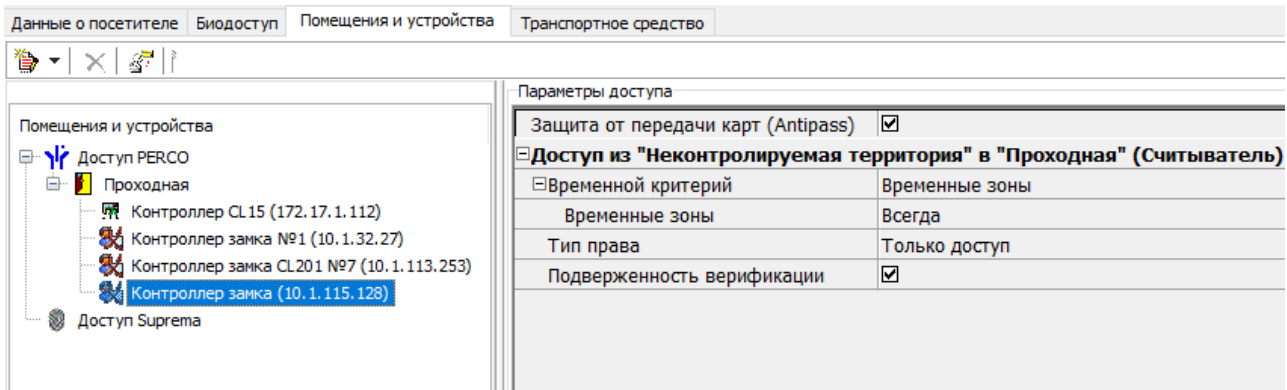 Данные о посетителе Биодоступ Помещения и устройства Транспортное средство
Помещения и устройства
Доступ PERCO
Проходная
Контроллер CL15 (172.17.1.112)
Контроллер замка №1 (10.1.32.27)
Контроллер замка CL201 №7 (10.1.113.253)
Контроллер замка (10.1.115.128)
Доступ Suprema
Параметры доступа
Защита от передачи карт (Antipass)
Доступ из "Неконтролируемая территория" в "Проходная" (Считыватель)
Временной критерий Временные зоны
Временные зоны Всегда
Тип права Только доступ
Подверженность верификации